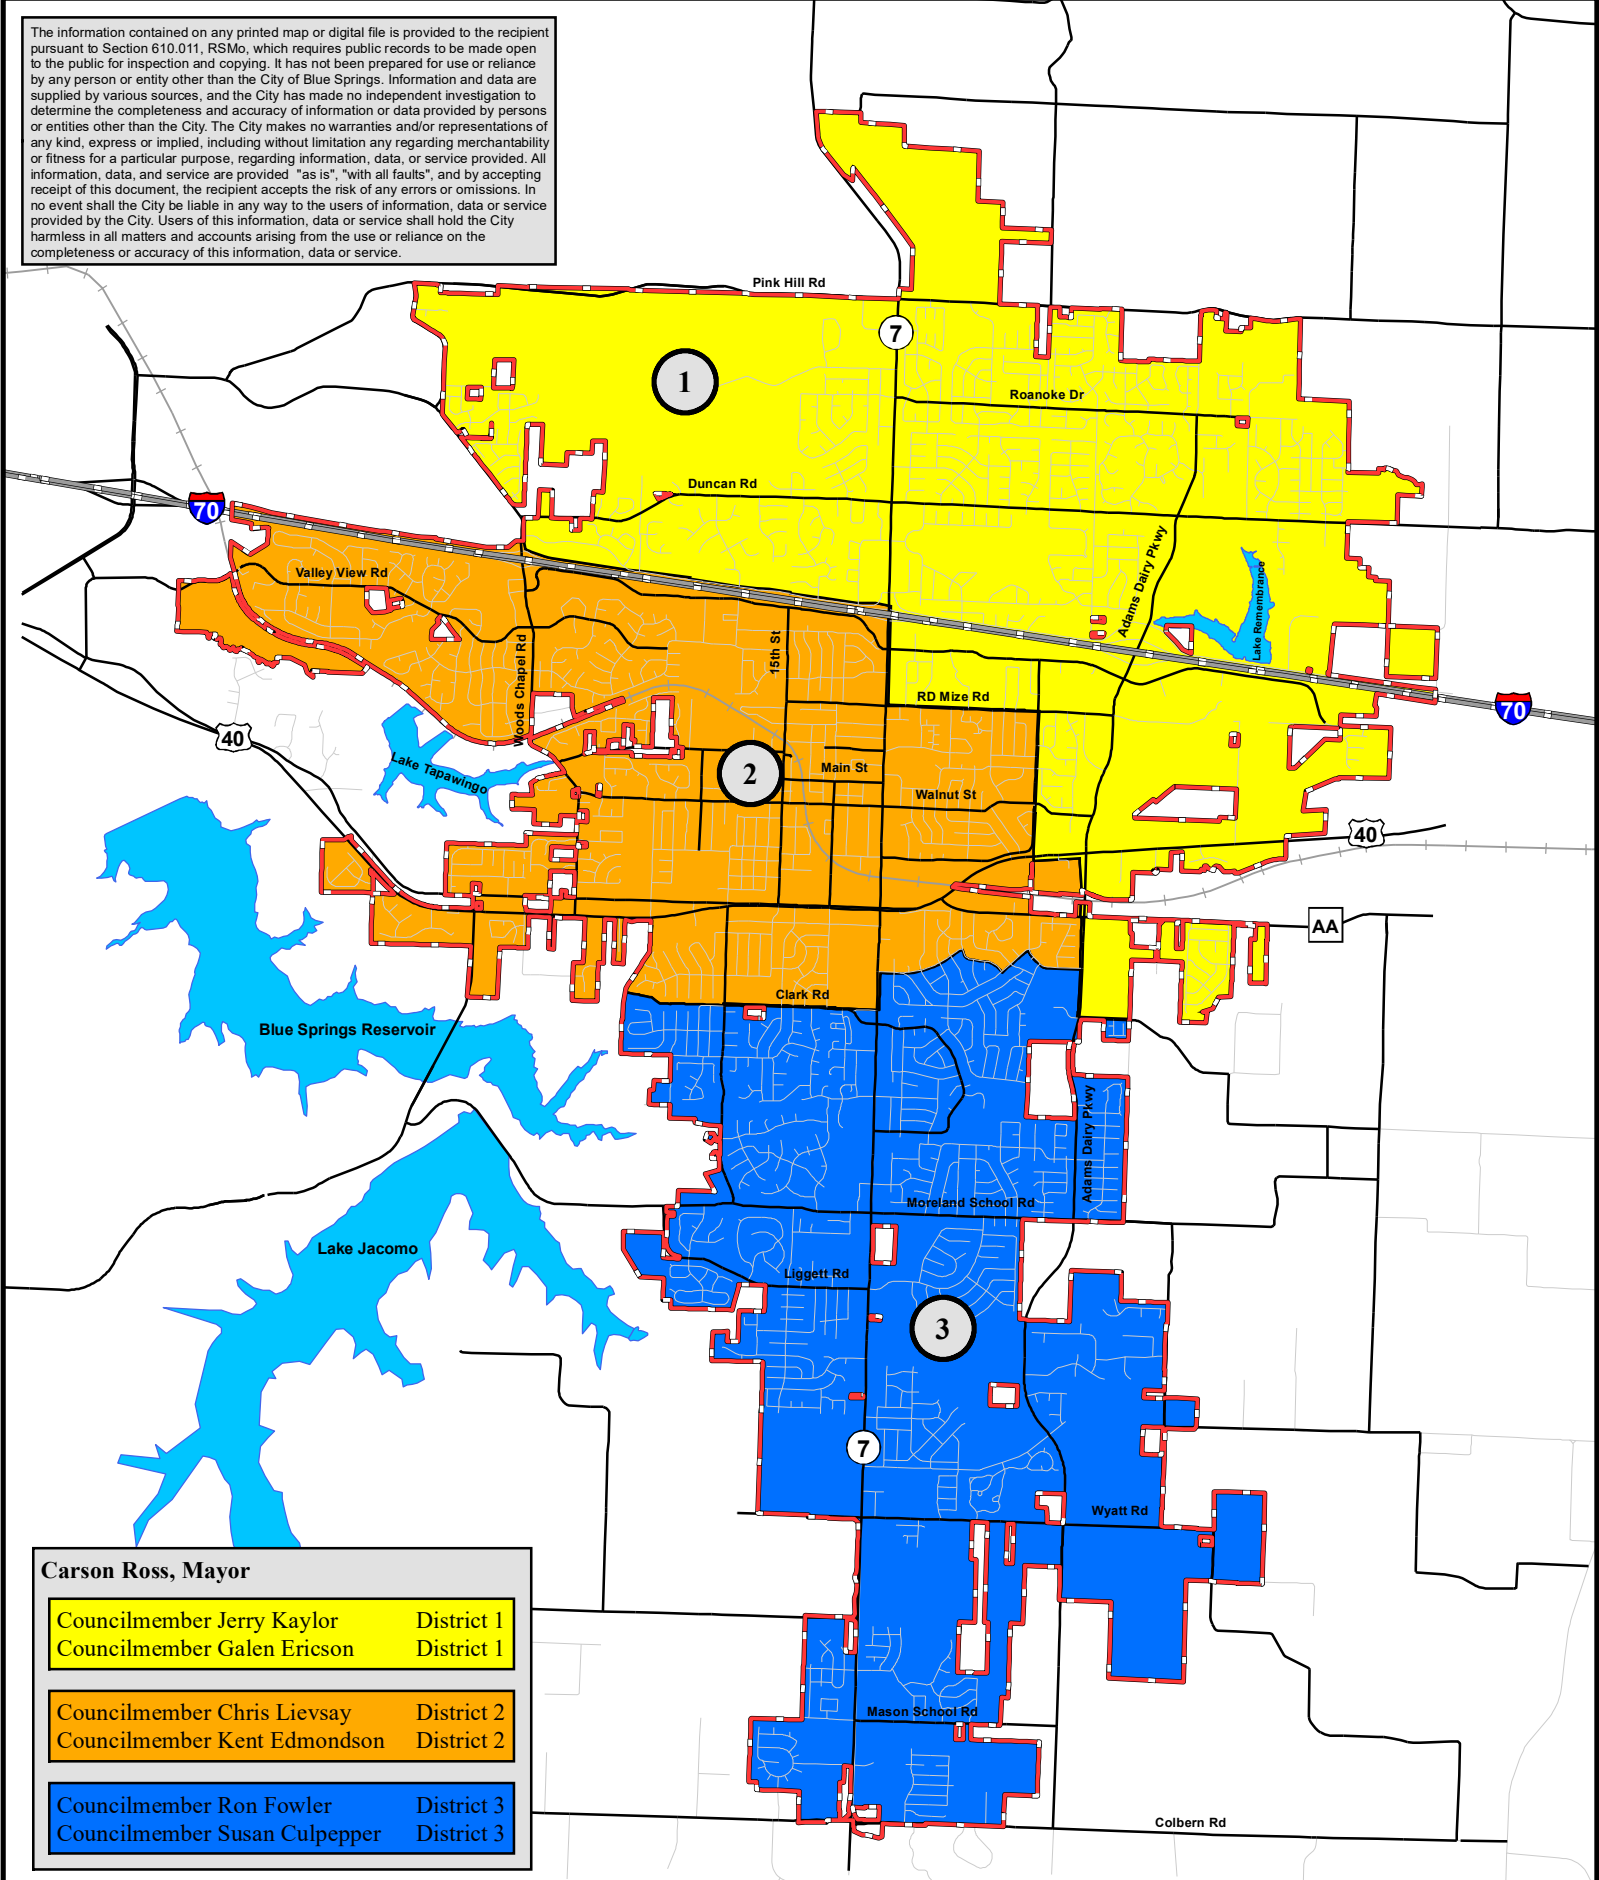 The information contained on any printed map or digital file is provided to the recipient
pursuant to Section 610.011, RSMo, which requires public records to be made open
to the public for inspection and copying. It has not been prepared for use or reliance
by any person or entity other than the City of Blue Springs. Information and data are
supplied by various sources, and the City has made no independent investigation to
determine the completeness and accuracy of information or data provided by persons
or entities other than the City. The City makes no warranties and/or representations of
any kind, express or implied, including without limitation any regarding merchantability
or fitness for a particular purpose, regarding information, data, or service provided. All
information, data, and service are provided "as is", "with all faults", and by accepting
receipt of this document, the recipient accepts the risk of any errors or omissions. In
no event shall the City be liable in any way to the users of information, data or service
provided by the City. Users of this information, data or service shall hold the City
harmless in all matters and accounts arising from the use or reliance on the
completeness or accuracy of this information, data or service.
Pink Hill Rd
7
1
Roanoke Dr
Duncan Rd
70
Adams Dairy Pkwy
Valley View Rd
Lake Remembrance
15th St
Woods Chapel Rd
RD Mize Rd
70
40
Lake Tapawingo
2
Main St
Walnut St
40
AA
Clark Rd
Blue Springs Reservoir
Adams Dairy Pkwy
Moreland School Rd
Lake Jacomo
Liggett Rd
3
7
Wyatt Rd
Mason School Rd
Colbern Rd
Carson Ross, Mayor
Councilmember Jerry Kaylor District 1
Councilmember Galen Ericson District 1
Councilmember Chris Lievsay District 2
Councilmember Kent Edmondson District 2
Councilmember Ron Fowler District 3
Councilmember Susan Culpepper District 3